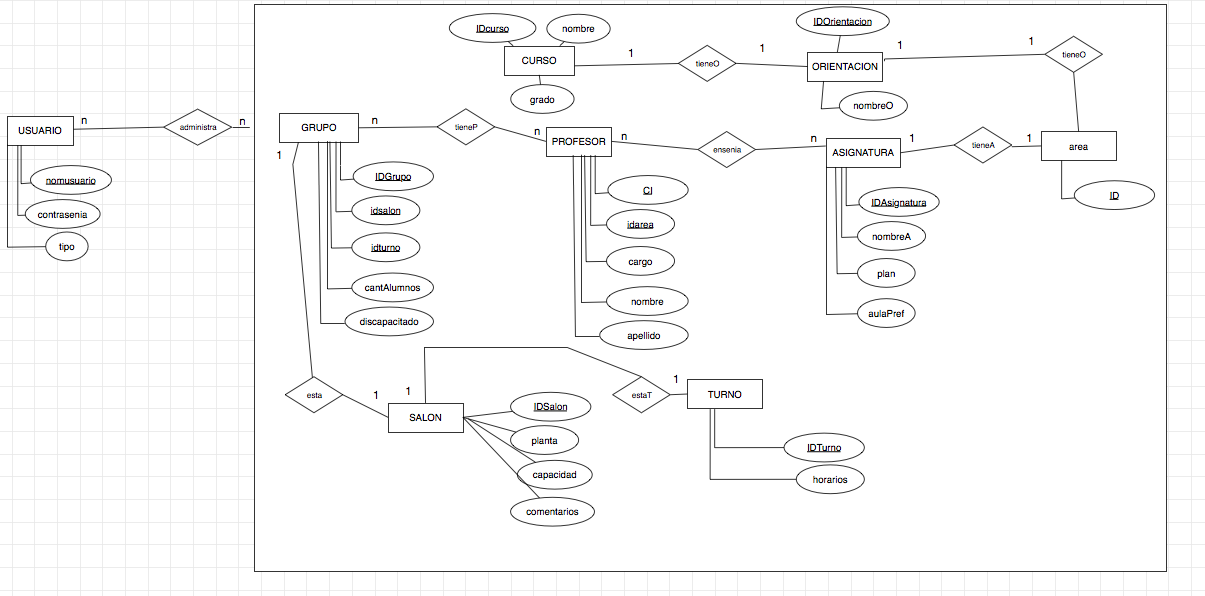 IDcurso
nombre
CURSO
grado
1
tieneO
1
IDOrientacion
ORIENTACION
nombreO
1
1
tieneO
USUARIO
n
administra
n
nomusuario
contrasenia
tipo
GRUPO
n
tieneP
n
1
IDGrupo
idsalon
idturno
cantAlumnos
discapacitado
PROFESOR
n
ensenia
n
CI
idarea
cargo
nombre
apellido
ASIGNATURA
1
tieneA
1
IDAsignatura
nombreA
plan
aulaPref
area
ID
esta
1
1
SALON
IDSalon
planta
capacidad
comentarios
estaT
1
TURNO
IDTurno
horarios